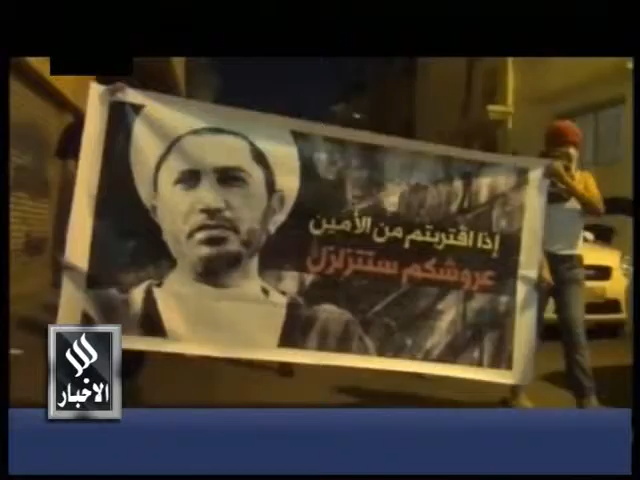 إذا اقتربتم من الأمين
عروشكم ستتزلزل
الاخبار